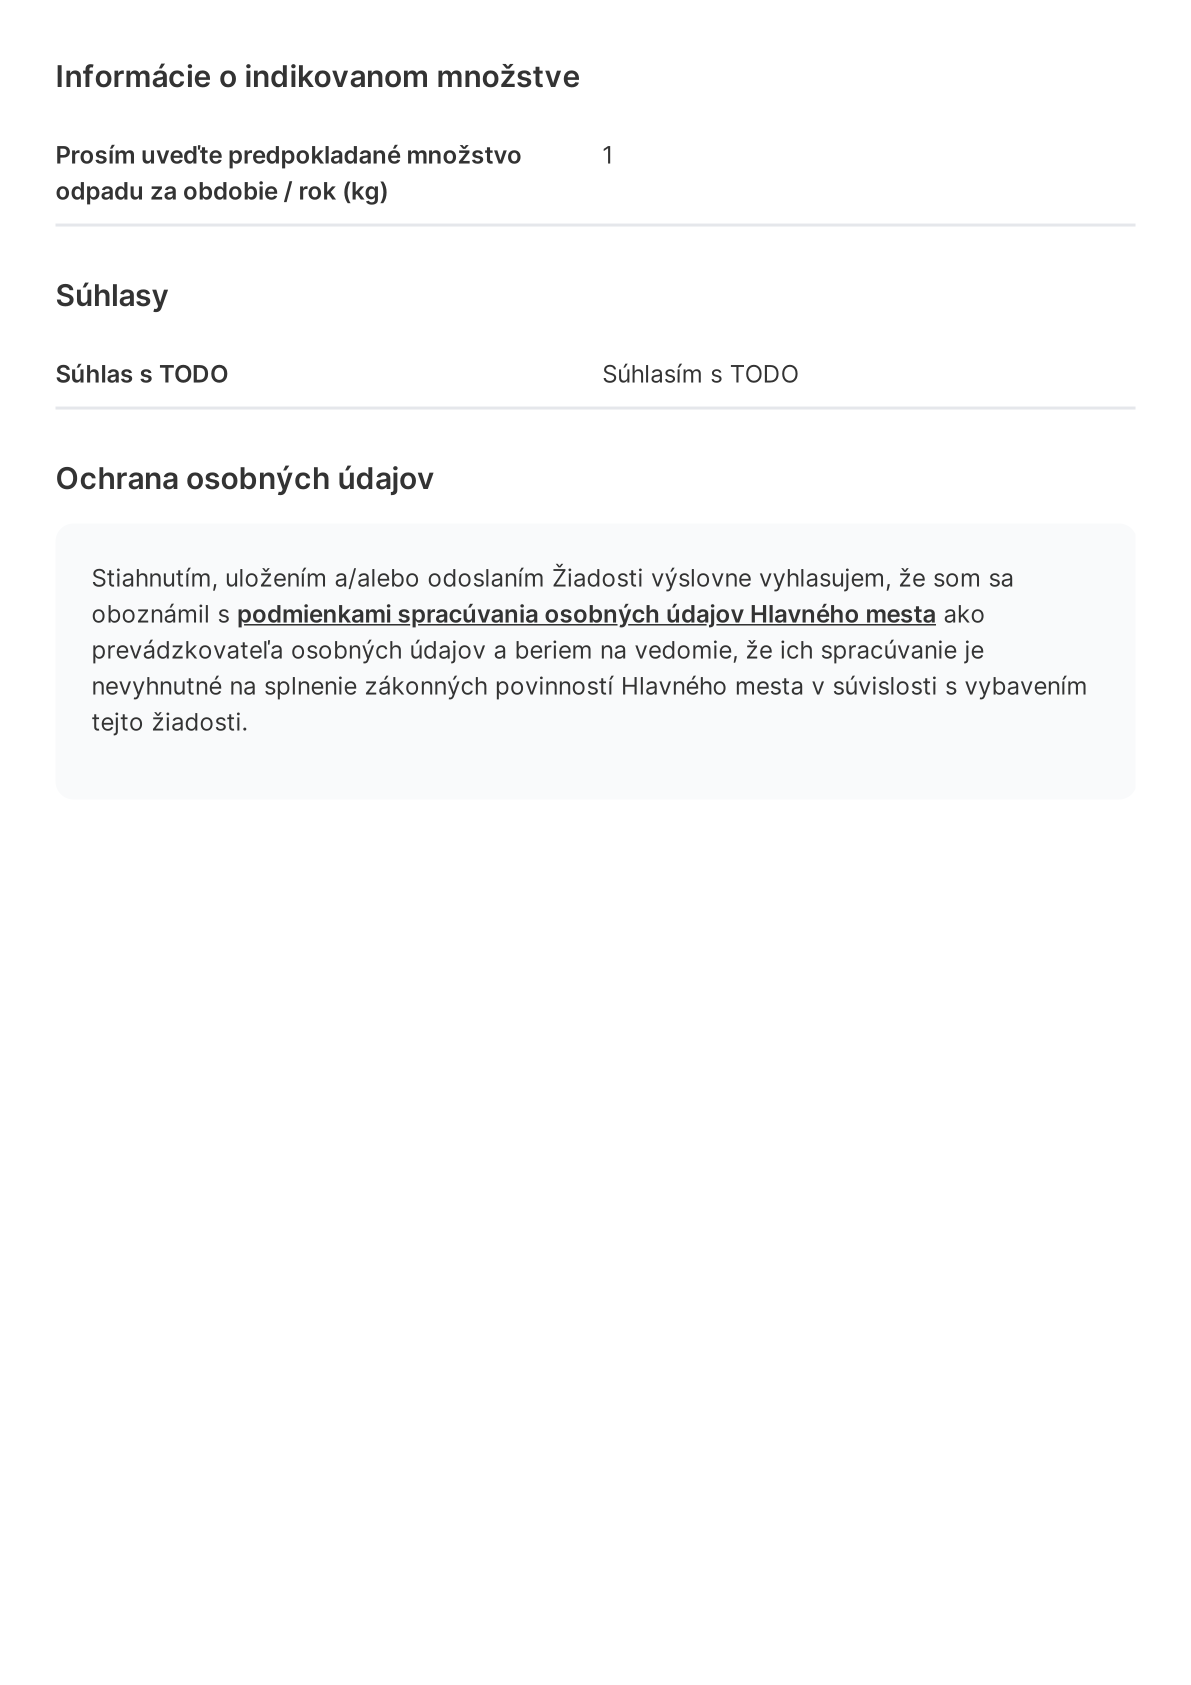 Informácie o indikovanom množstve
Prosím uveďte predpokladané množstvo 1
odpadu za obdobie / rok (kg)
Súhlasy
Súhlas s TODO Súhlasím s TODO
Ochrana osobných údajov
Stiahnutím, uložením a/alebo odoslaním Žiadosti výslovne vyhlasujem, že som sa
oboznámil s podmienkami spracúvania osobných údajov Hlavného mesta ako
prevádzkovateľa osobných údajov a beriem na vedomie, že ich spracúvanie je
nevyhnutné na splnenie zákonných povinností Hlavného mesta v súvislosti s vybavením
tejto žiadosti.